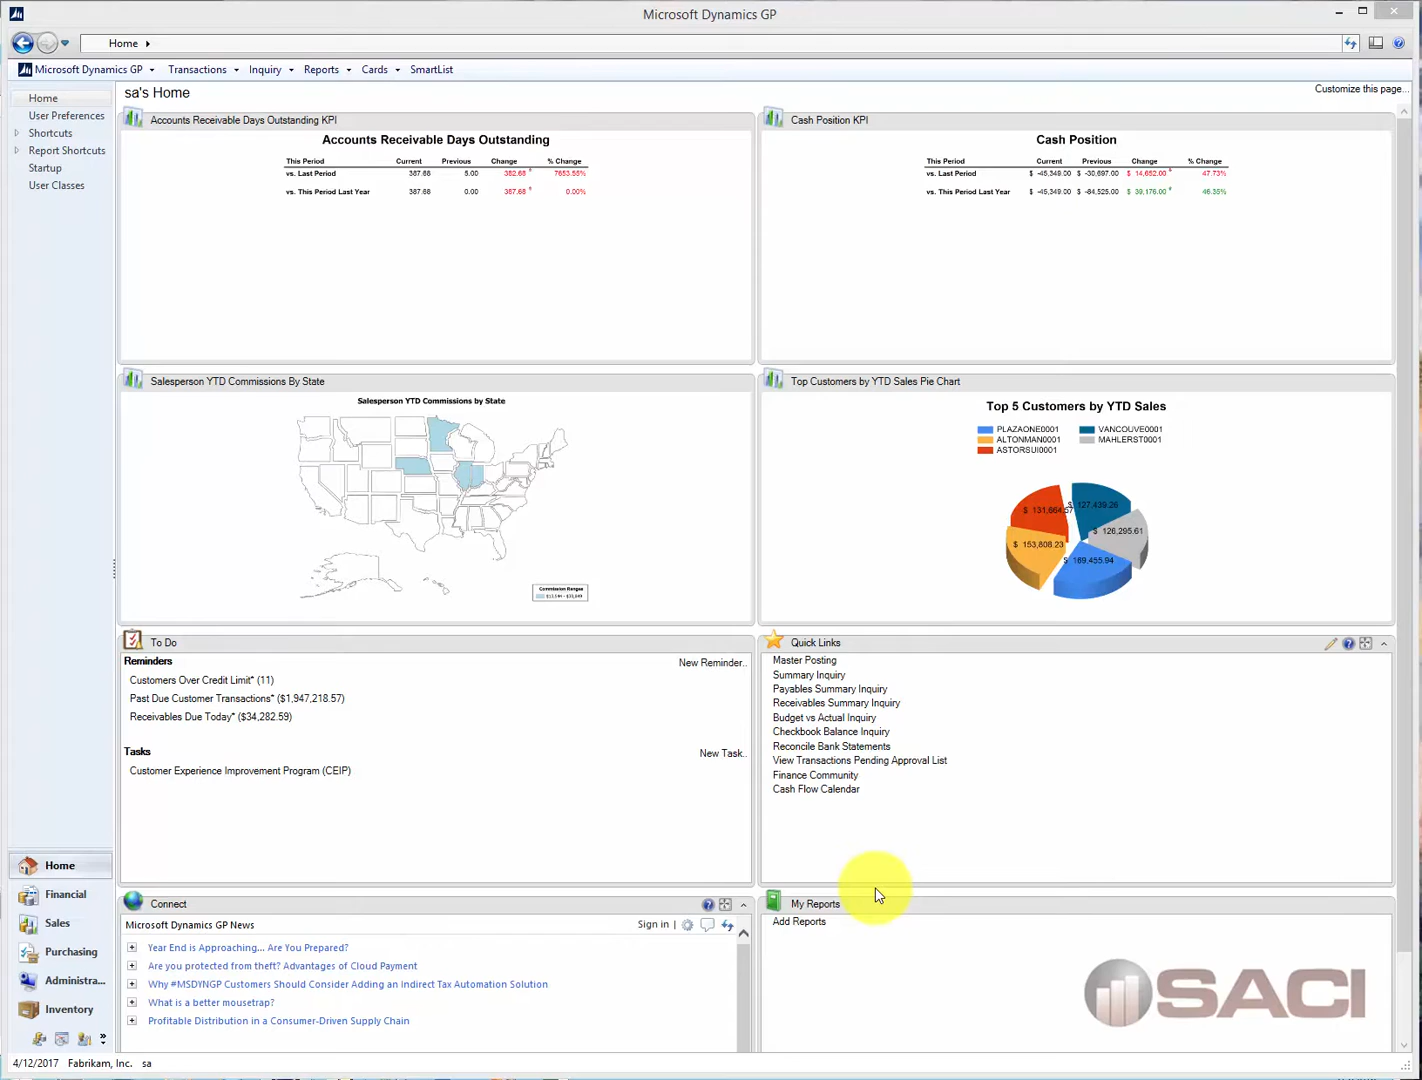 Microsoft Dynamics GP
Home
Microsoft Dynamics GP Transactions Inquiry Reports Cards SmartList
Home
User Preferences
Shortcuts
Report Shortcuts
Startup
User Classes
sa's Home
Customize this page...
Accounts Receivable Days Outstanding KPI
Accounts Receivable Days Outstanding
This Period Current Previous Change % Change
vs. Last Period 387.68 5.00 382.68 7653.58%
vs. This Period Last Year 387.68 0.00 387.68 0.00%
Cash Position KPI
Cash Position
This Period Current Previous Change % Change
vs. Last Period $ -45,349.00 $ -30,697.00 $ 14,652.00 47.73%
vs. This Period Last Year $ -45,349.00 $ -84,525.00 $ 39,176.00 46.35%
Salesperson YTD Commissions By State
Salesperson YTD Commissions by State
Commission Ranges
Top Customers by YTD Sales Pie Chart
Top 5 Customers by YTD Sales
PLAZAONE0001 VANCOUVE0001
ALTONMAN0001 MAHLERST0001
ASTORSUI0001
$ 131,664.57 $ 127,439.26
$ 153,808.23 $ 126,295.61
$ 169,455.94
To Do
Reminders
New Reminder..
Customers Over Credit Limit* (11)
Past Due Customer Transactions* ($1,947,218.57)
Receivables Due Today* ($34,282.59)
Tasks
New Task..
Customer Experience Improvement Program (CEIP)
Quick Links
Master Posting
Summary Inquiry
Payables Summary Inquiry
Receivables Summary Inquiry
Budget vs Actual Inquiry
Checkbook Balance Inquiry
Reconcile Bank Statements
View Transactions Pending Approval List
Finance Community
Cash Flow Calendar
Home
Financial
Sales
Purchasing
Administra...
Inventory
Connect
Microsoft Dynamics GP News
Sign in |
Year End is Approaching... Are You Prepared?
Are you protected from theft? Advantages of Cloud Payment
Why #MSDYNGP Customers Should Consider Adding an Indirect Tax Automation Solution
What is a better mousetrap?
Profitable Distribution in a Consumer-Driven Supply Chain
My Reports
Add Reports
SACI
4/12/2017 Fabrikam, Inc. sa